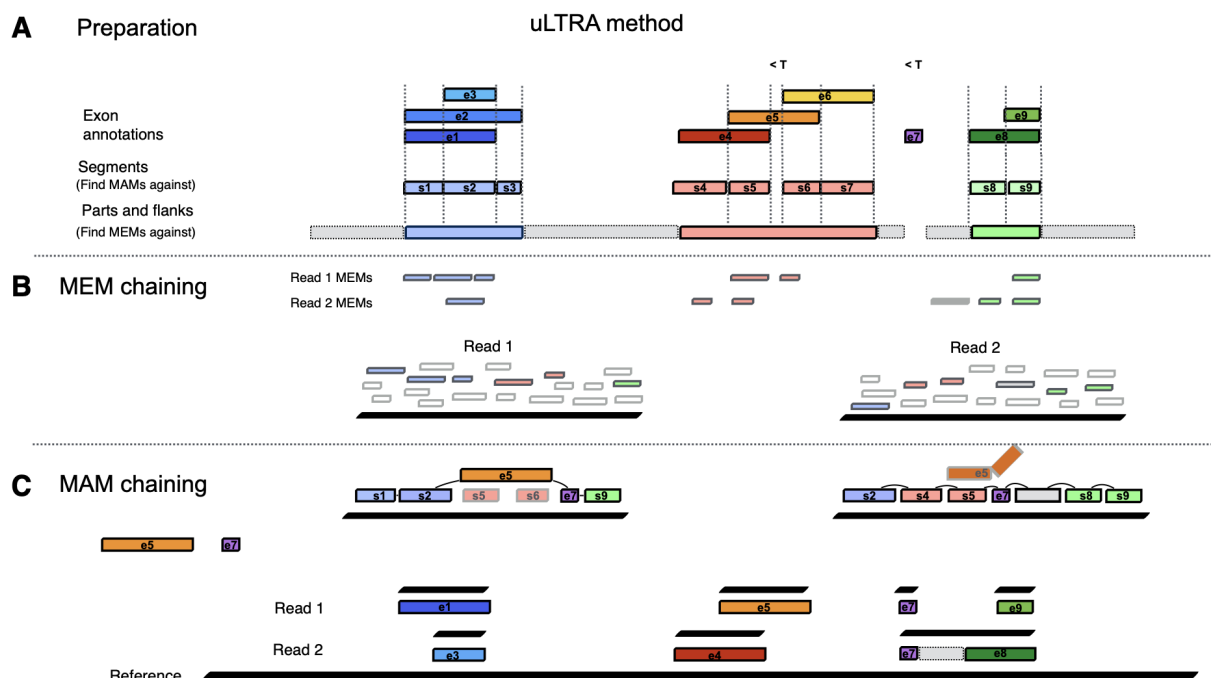 A Preparation
uLTRA method
< T < T
e3 e6
Exon
annotations
e2 e5 e9
e1 e4 e7 e8
Segments
(Find MAMs against)
s1 s2 s3 s4 s5 s6 s7 s8 s9
Parts and flanks
(Find MEMs against)
B MEM chaining
Read 1 MEMs
Read 2 MEMs
Read 1 Read 2
C MAM chaining
e5 e5
s1 s2 s5 s6 e7 s9 s2 s4 s5 e7 s8 s9
e5 e7
Read 1 e1 e5 e7 e9
Read 2 e3 e4 e7 e8
Reference